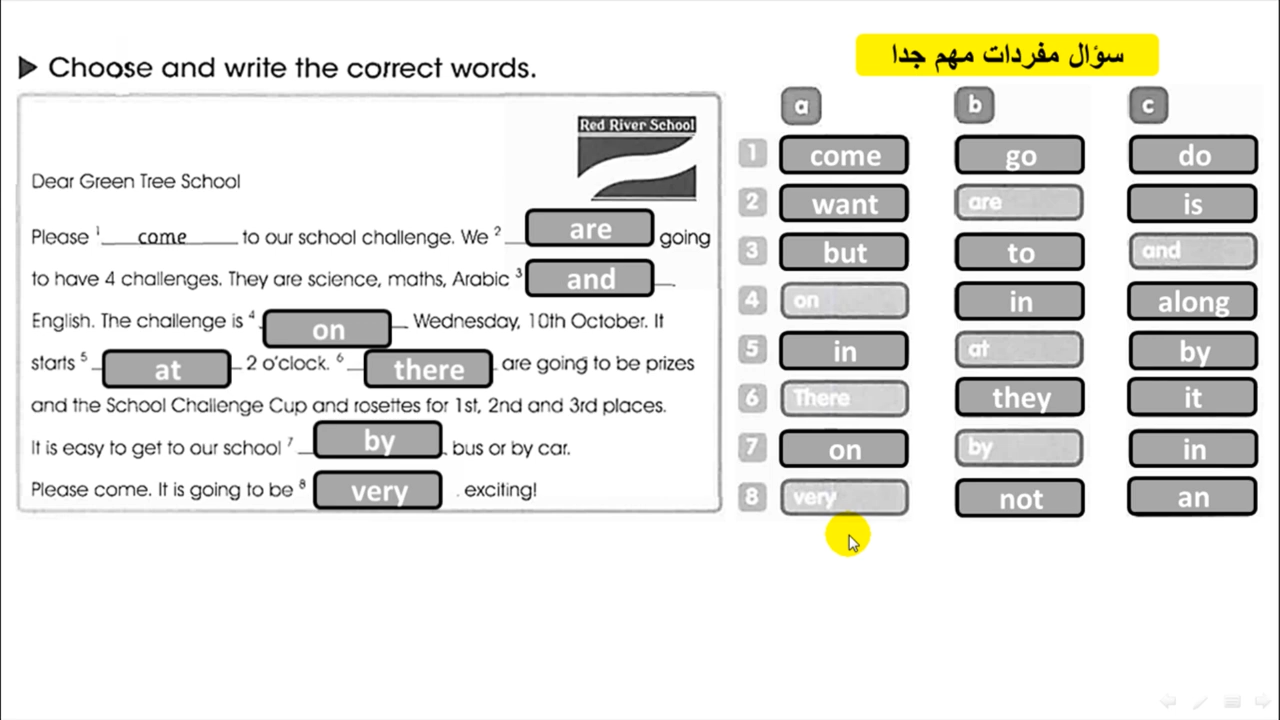 سؤال مفردات مهم جدا
Choose and write the correct words.
Red River School
Dear Green Tree School
Please 1 come to our school challenge. We 2 are going
to have 4 challenges. They are science, maths, Arabic 3 and
English. The challenge is 4 on Wednesday, 10th October. It
starts 5 at 2 o'clock. 6 there are going to be prizes
and the School Challenge Cup and rosettes for 1st, 2nd and 3rd places.
It is easy to get to our school 7 by bus or by car.
Please come. It is going to be 8 very exciting!
a b c
1 come go do
2 want are is
3 but to and
4 on in along
5 in at by
6 There they it
7 on by in
8 very not an